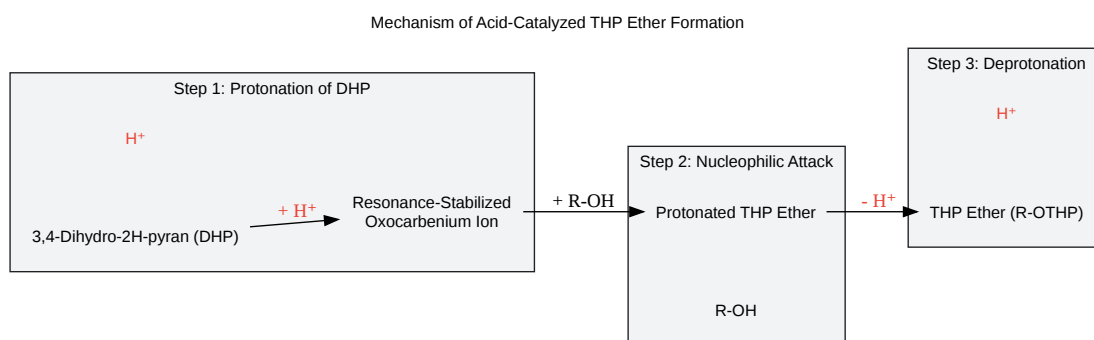 Mechanism of Acid-Catalyzed THP Ether Formation
Step 1: Protonation of DHP
H⁺
3,4-Dihydro-2H-pyran (DHP)
+ H⁺
Resonance-Stabilized
Oxocarbenium Ion
+ R-OH
Step 2: Nucleophilic Attack
Protonated THP Ether
R-OH
- H⁺
Step 3: Deprotonation
H⁺
THP Ether (R-OTHP)